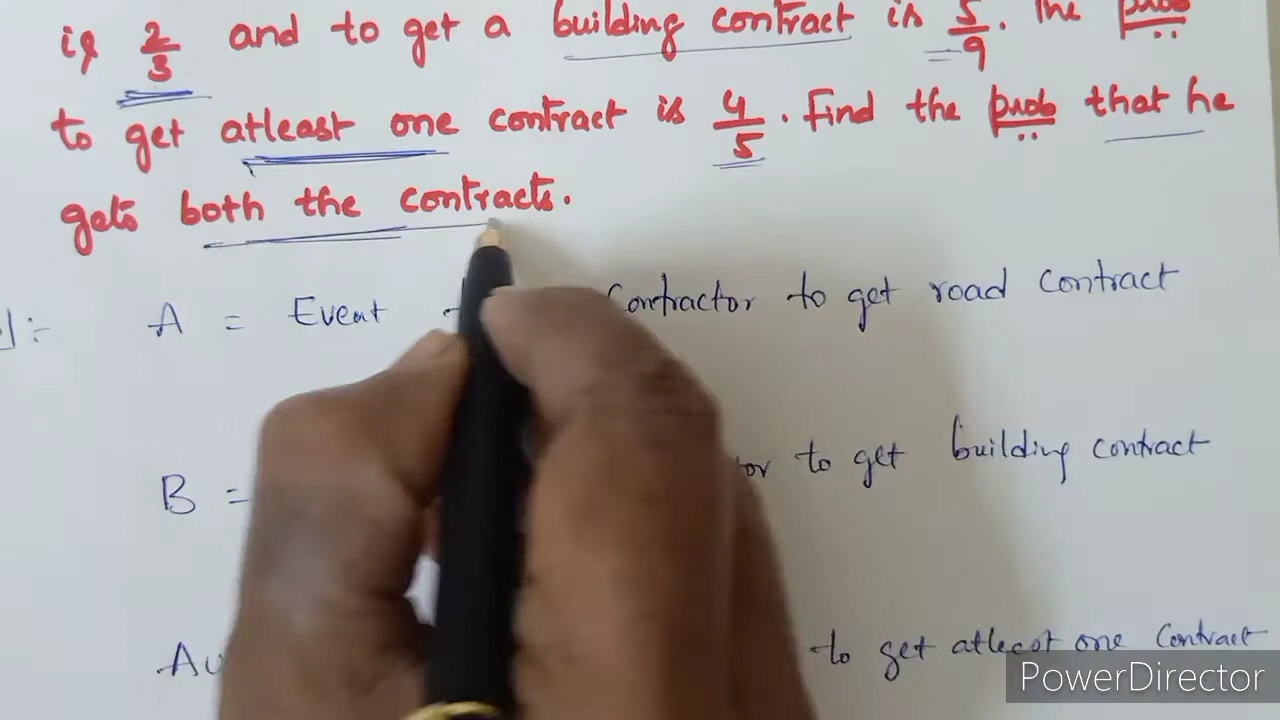 is 2/3 and to get a building contract is 5/9. The prob
to get atleast one contract is 4/5. Find the prob that he
gets both the contracts.
A = Event Contractor to get road contract
B = to get building contract
to get atleast one Contract
PowerDirector